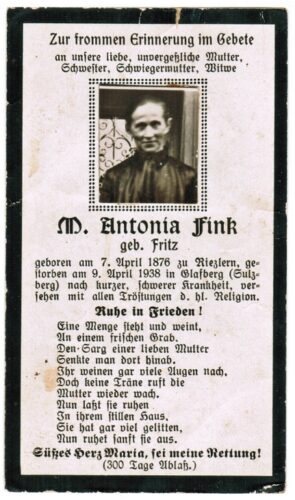 Zur frommen Erinnerung im Gebete
an unsere liebe, unvergeßliche Mutter,
Schwester, Schwiegermutter, Witwe
M. Antonia Fink
geb. Fritz
geboren am 7. April 1876 zu Riezlern, ge-
storben am 9. April 1938 in Glafberg (Sulz-
berg) nach kurzer, schwerer Krankheit, ver-
sehen mit allen Tröstungen d. hl. Religion.
Ruhe in Frieden!
Eine Menge steht und weint,
An einem frischen Grab.
Den Sarg einer lieben Mutter
Senkte man dort hinab.
Ihr weinen gar viele Augen nach,
Doch keine Träne ruft die
Mutter wieder wach.
Nun laßt sie ruhn
In ihrem stillen Haus,
Sie hat gar viel gelitten,
Nun ruhet sanft sie aus.
Süßes Herz Maria, sei meine Rettung!
(300 Tage Ablaß.)